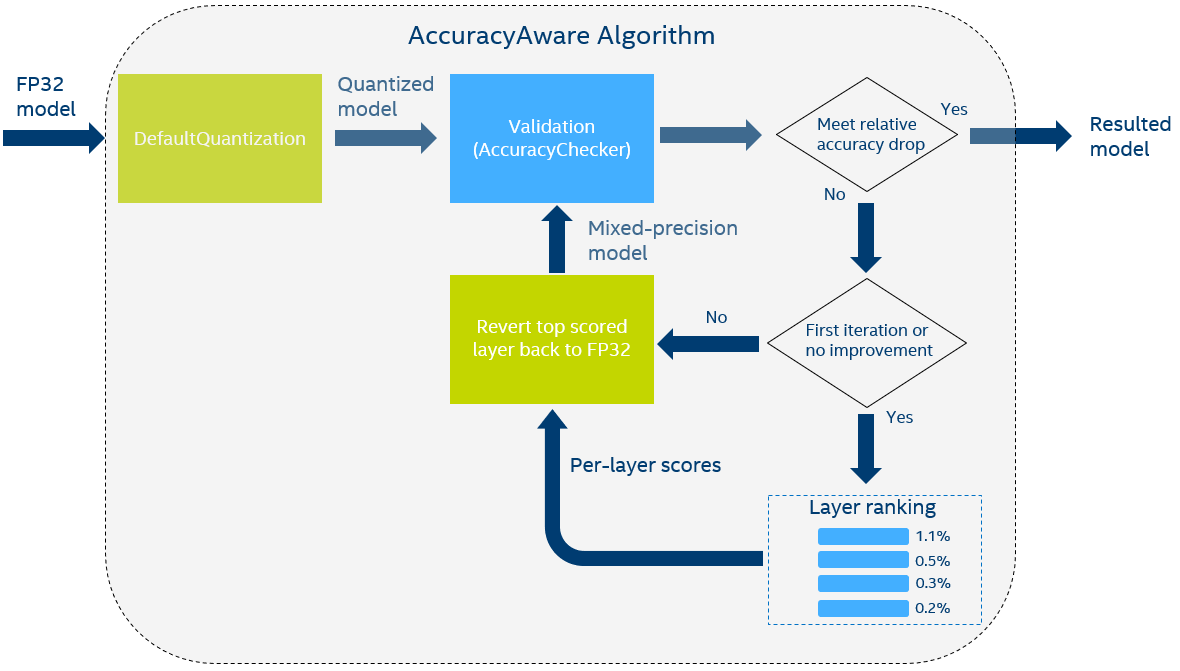 AccuracyAware Algorithm
FP32
model
DefaultQuantization
Quantized
model
Validation
(AccuracyChecker)
Meet relative
accuracy drop
Yes
Resulted
model
No
Mixed-precision
model
Revert top scored
layer back to FP32
No
First iteration or
no improvement
Yes
Per-layer scores
Layer ranking
1.1%
0.5%
0.3%
0.2%